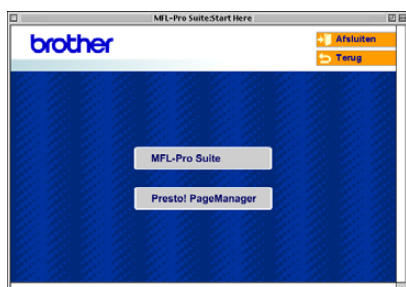 MFL-Pro Suite:Start Here
brother
Afsluiten
Terug
MFL-Pro Suite
Presto! PageManager